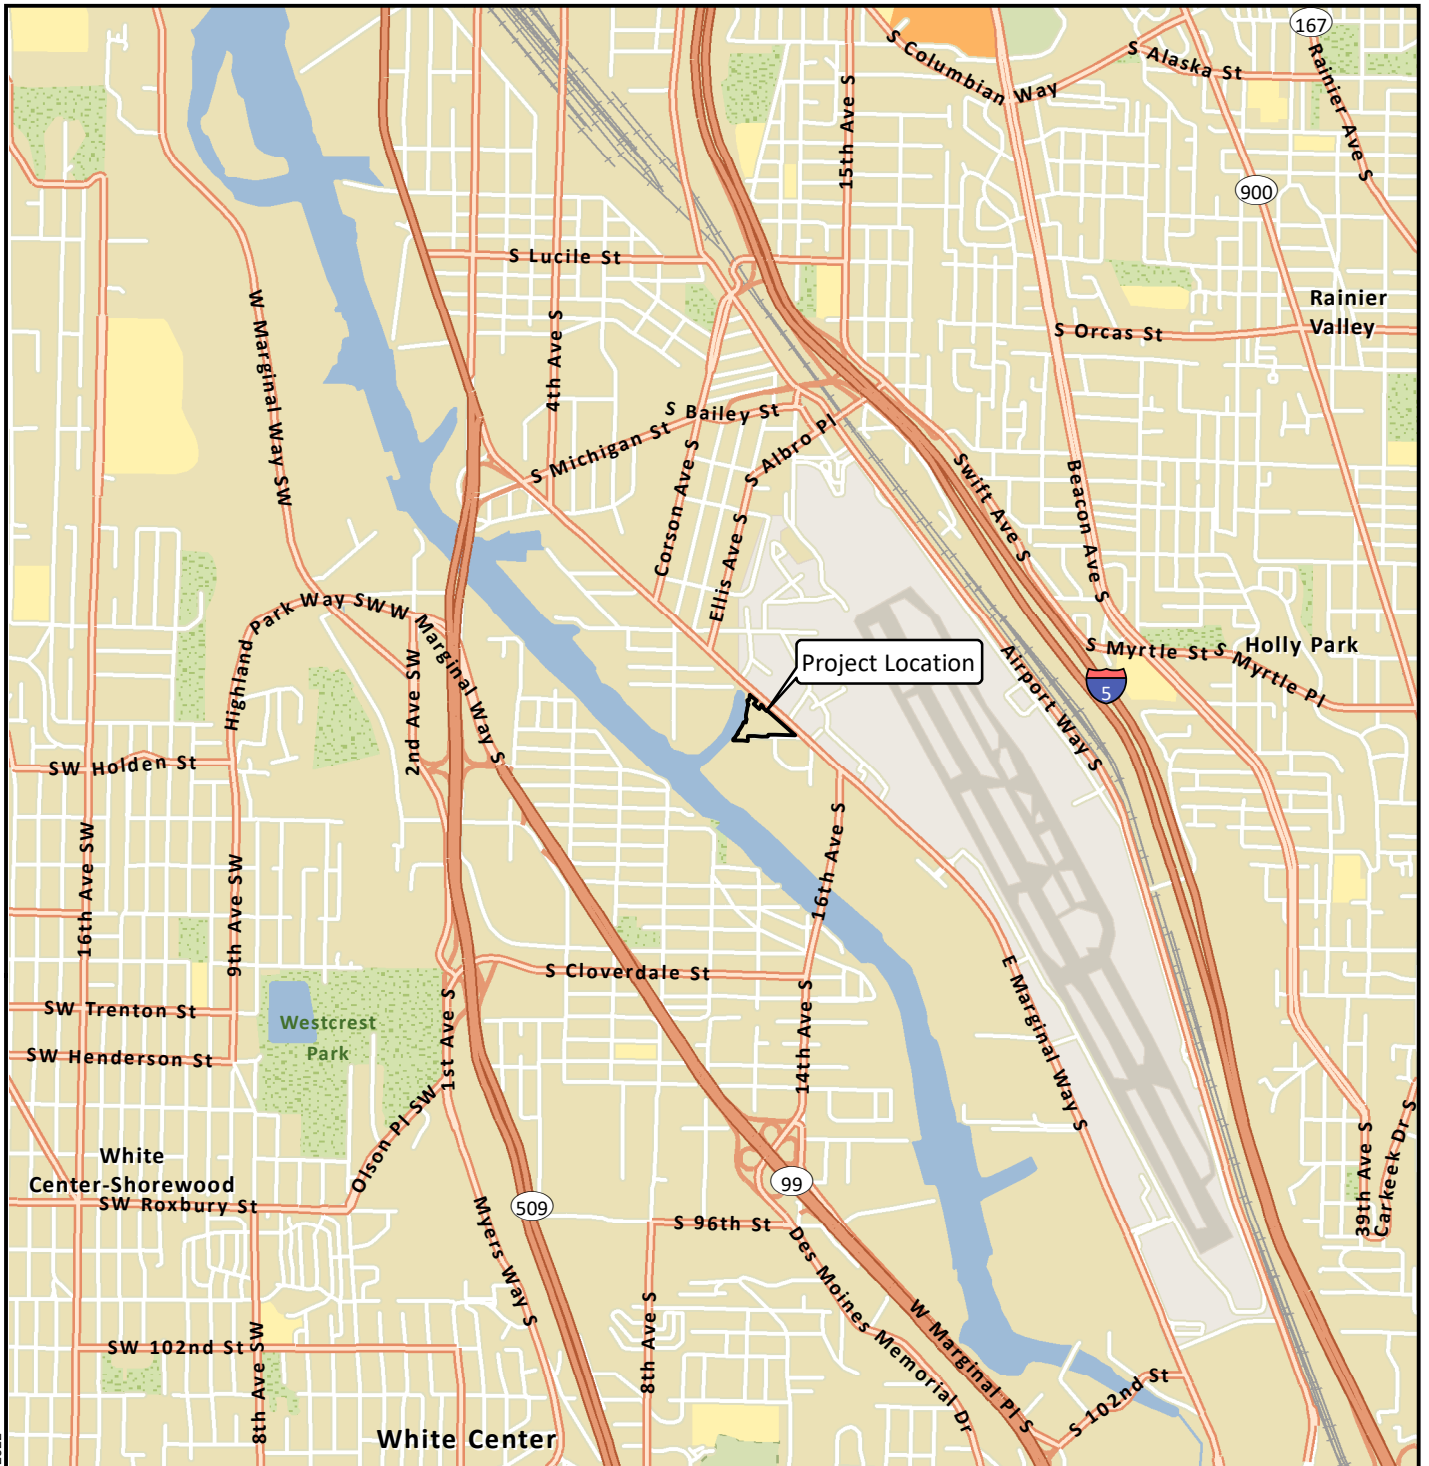 167
S Columbian Way
S Alaska St
Rainier Ave S
15th Ave S
900
S Lucile St
W Marginal Way SW
4th Ave S
Rainier
Valley
S Orcas St
S Bailey St
S Michigan St
S Albro Pl
Corson Ave S
Ellis Ave S
Swift Ave S
Beacon Ave S
Highland Park Way SW
W Marginal Way S
2nd Ave SW
Project Location
Airport Way S
S Myrtle St
S Myrtle Pl
Holly Park
5
SW Holden St
16th Ave SW
9th Ave SW
16th Ave S
S Cloverdale St
E Marginal Way S
SW Trenton St
Westcrest
Park
SW Henderson St
1st Ave S
14th Ave S
Olson Pl SW
White
Center-Shorewood
SW Roxbury St
99
509
39th Ave S
Carkeek Dr S
Myers Way S
S 96th St
Des Moines Memorial Dr
8th Ave S
W Marginal Pl S
SW 102nd St
8th Ave SW
S 102nd St
White Center